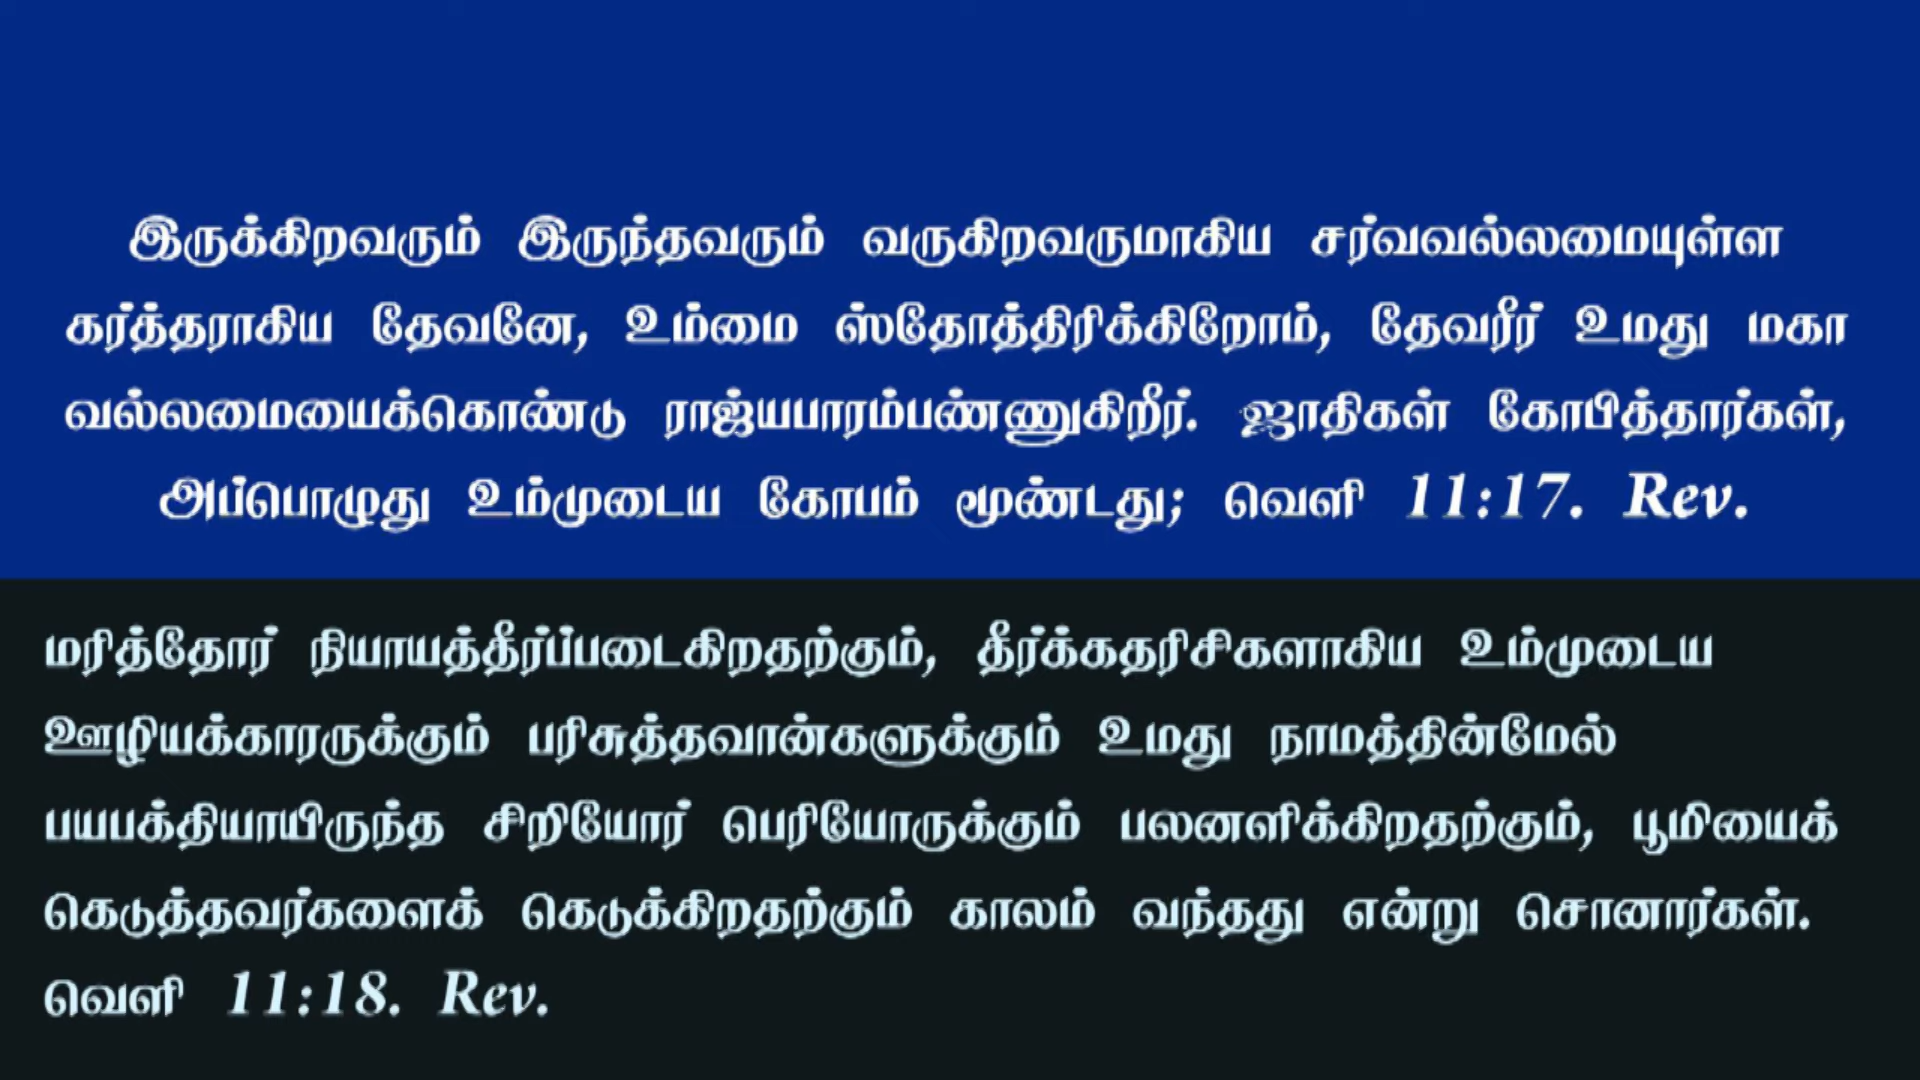 இருக்கிறவரும் இருந்தவரும் வருகிறவருமாகிய சர்வவல்லமையுள்ள
கர்த்தராகிய தேவனே, உம்மை ஸ்தோத்திரிக்கிறோம், தேவரீர் உமது மகா
வல்லமையைக்கொண்டு ராஜ்யபாரம்பண்ணுகிறீர். ஜாதிகள் கோபித்தார்கள்,
அப்பொழுது உம்முடைய கோபம் மூண்டது; வெளி 11:17. Rev.
மரித்தோர் நியாயத்தீர்ப்படைகிறதற்கும், தீர்க்கதரிசிகளாகிய உம்முடைய
ஊழியக்காரருக்கும் பரிசுத்தவான்களுக்கும் உமது நாமத்தின்மேல்
பயபக்தியாயிருந்த சிறியோர் பெரியோருக்கும் பலனளிக்கிறதற்கும், பூமியைக்
கெடுத்தவர்களைக் கெடுக்கிறதற்கும் காலம் வந்தது என்று சொனார்கள்.
வெளி 11:18. Rev.